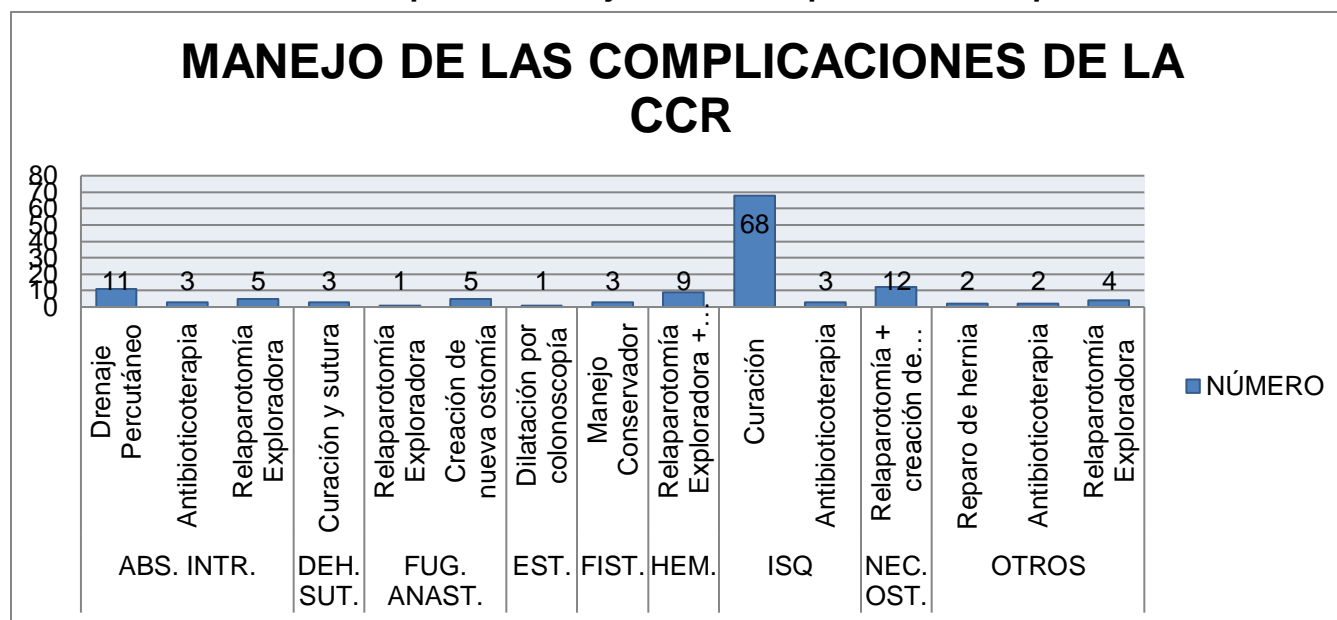 MANEJO DE LAS COMPLICACIONES DE LA
CCR
80
70
60
50
40
30
20
10
0
11
3
5
3
1
5
1
3
9
68
3
12
2
2
4
Drenaje
Percutáneo
Antibioticoterapia
Relaparotomía
Exploradora
Curación y sutura
Relaparotomía
Exploradora
Creación de
nueva ostomía
Dilatación por
colonoscopía
Manejo
Conservador
Relaparotomía
Exploradora +…
Curación
Antibioticoterapia
Relaparotomía +
creación de…
Reparo de hernia
Antibioticoterapia
Relaparotomía
Exploradora
ABS. INTR.
DEH.
SUT.
FUG.
ANAST.
EST.
FIST.
HEM.
ISQ
NEC.
OST.
OTROS
NÚMERO